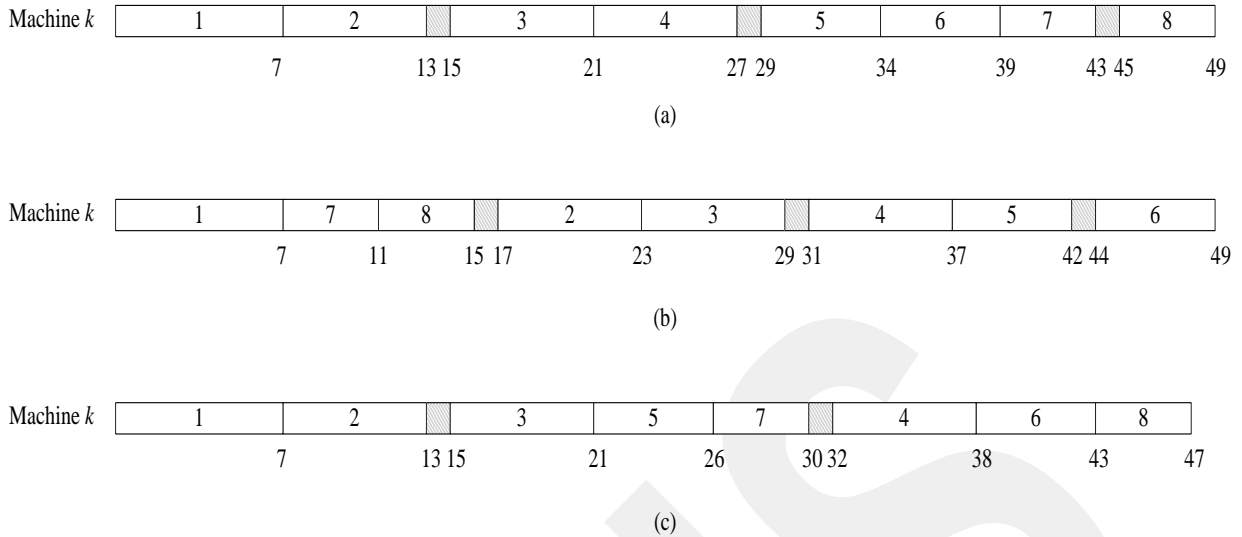 Machine k 1 2 3 4 5 6 7 8
7 13 15 21 27 29 34 39 43 45 49
(a)
Machine k 1 7 8 2 3 4 5 6
7 11 15 17 23 29 31 37 42 44 49
(b)
Machine k 1 2 3 5 7 4 6 8
7 13 15 21 26 30 32 38 43 47
(c)